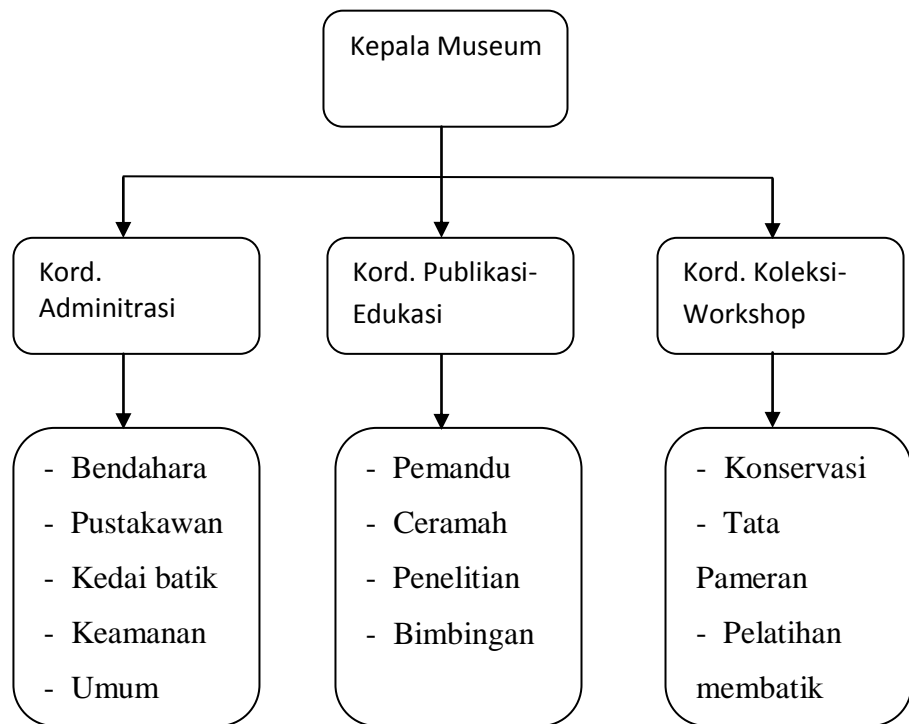 Kepala Museum
Kord.
Adminitrasi
Kord. Publikasi-
Edukasi
Kord. Koleksi-
Workshop
- Bendahara
- Pustakawan
- Kedai batik
- Keamanan
- Umum
- Pemandu
- Ceramah
- Penelitian
- Bimbingan
- Konservasi
- Tata
Pameran
- Pelatihan
membatik